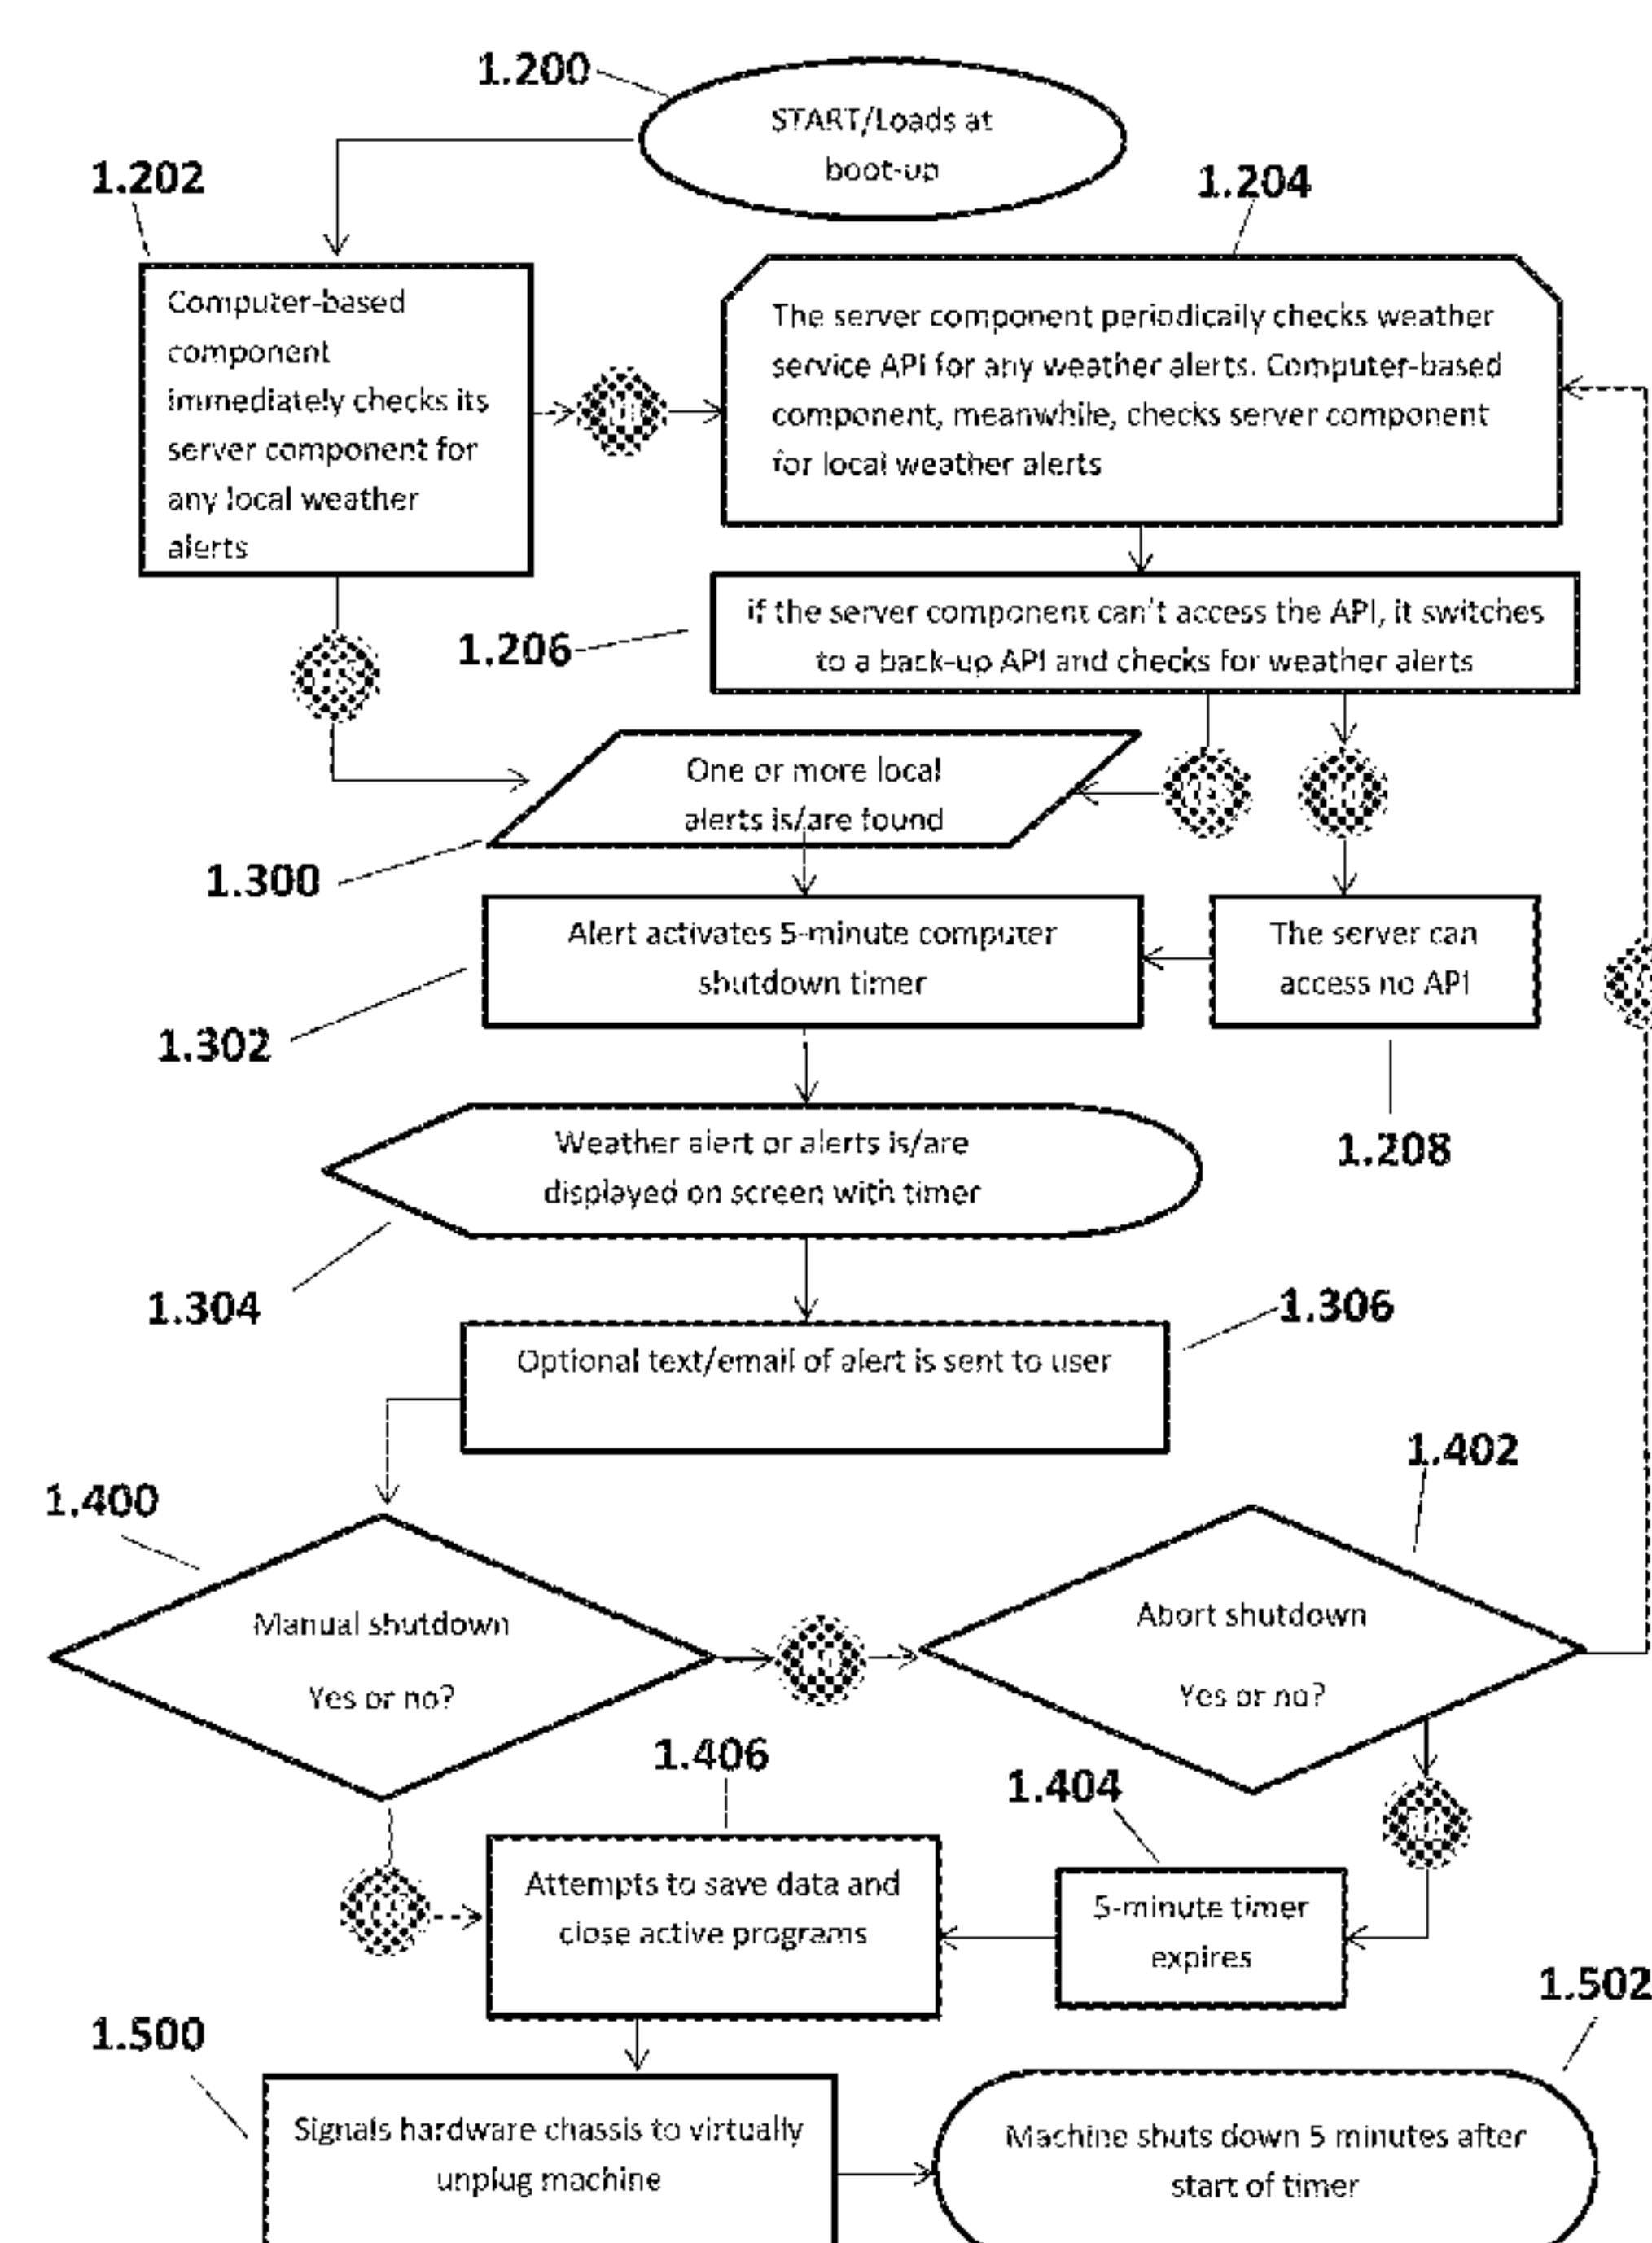 1.200
START/Loads at
boot-up
1.202
1.204
Computer-based
component
immediately checks its
server component for
any local weather
alerts
The server component periodically checks weather
service API for any weather alerts. Computer-based
component, meanwhile, checks server component
for local weather alerts
if the server component can't access the API, it switches
to a back-up API and checks for weather alerts
1.206
One or more local
alerts is/are found
1.300
Alert activates 5-minute computer
shutdown timer
The server can
access no API
1.302
1.208
Weather alert or alerts is/are
displayed on screen with timer
1.304
1.306
Optional text/email of alert is sent to user
1.402
1.400
Manual shutdown
Yes or no?
Abort shutdown
Yes or no?
1.406
1.404
Attempts to save data and
close active programs
5-minute timer
expires
1.502
1.500
Signals hardware chassis to virtually
unplug machine
Machine shuts down 5 minutes after
start of timer